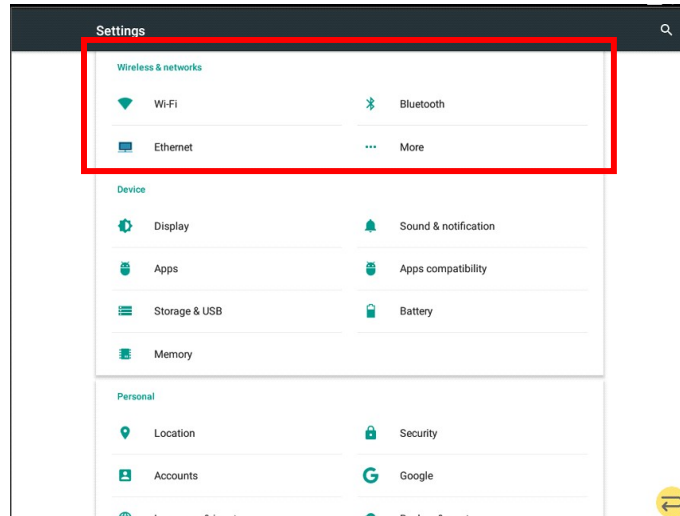 Settings
Wireless & networks
Wi-Fi
Bluetooth
Ethernet
More
Device
Display
Sound & notification
Apps
Apps compatibility
Storage & USB
Battery
Memory
Personal
Location
Security
Accounts
Google